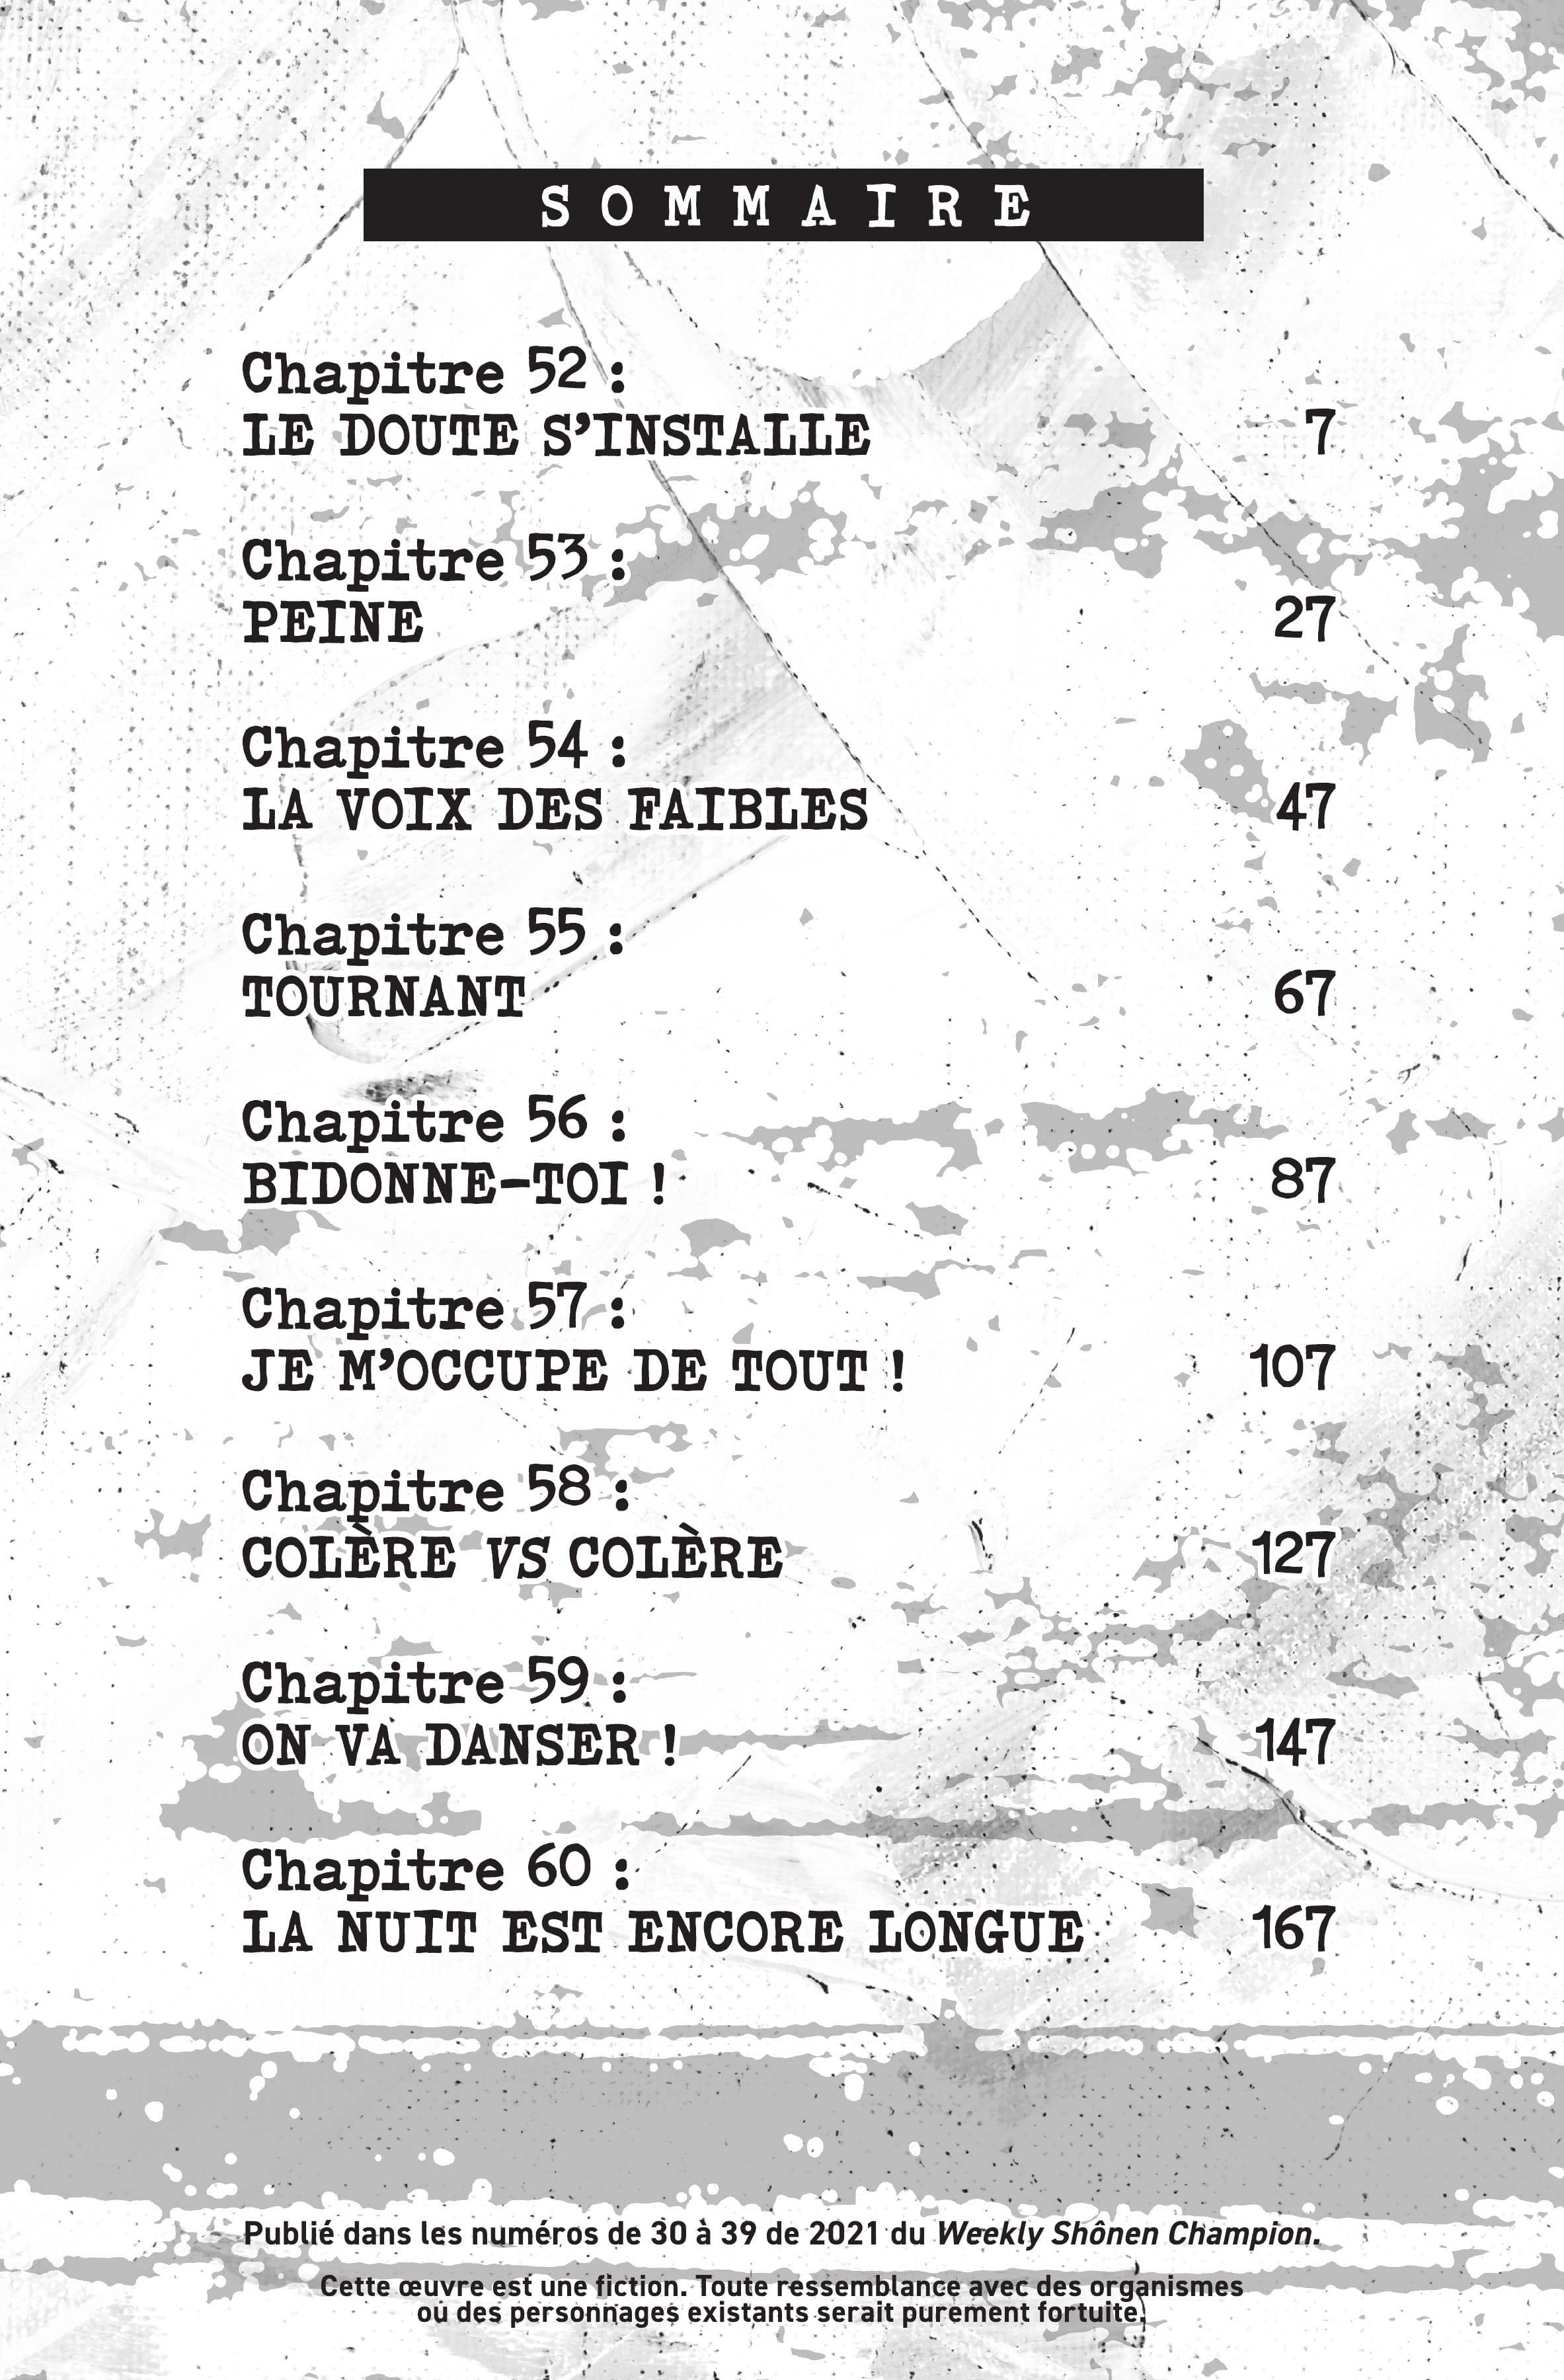 SOMMAIRE
Chapitre 52 :
LE DOUTE S’INSTALLE 7
Chapitre 53 :
PEINE 27
Chapitre 54 :
LA VOIX DES FAIBLES 47
Chapitre 55 :
TOURNANT 67
Chapitre 56 :
BIDONNE-TOI ! 87
Chapitre 57 :
JE M’OCCUPE DE TOUT ! 107
Chapitre 58 :
COLÈRE VS COLÈRE 127
Chapitre 59 :
ON VA DANSER ! 147
Chapitre 60 :
LA NUIT EST ENCORE LONGUE 167
Publié dans les numéros de 30 à 39 de 2021 du Weekly Shônen Champion.
Cette œuvre est une fiction. Toute ressemblance avec des organismes
ou des personnages existants serait purement fortuite.